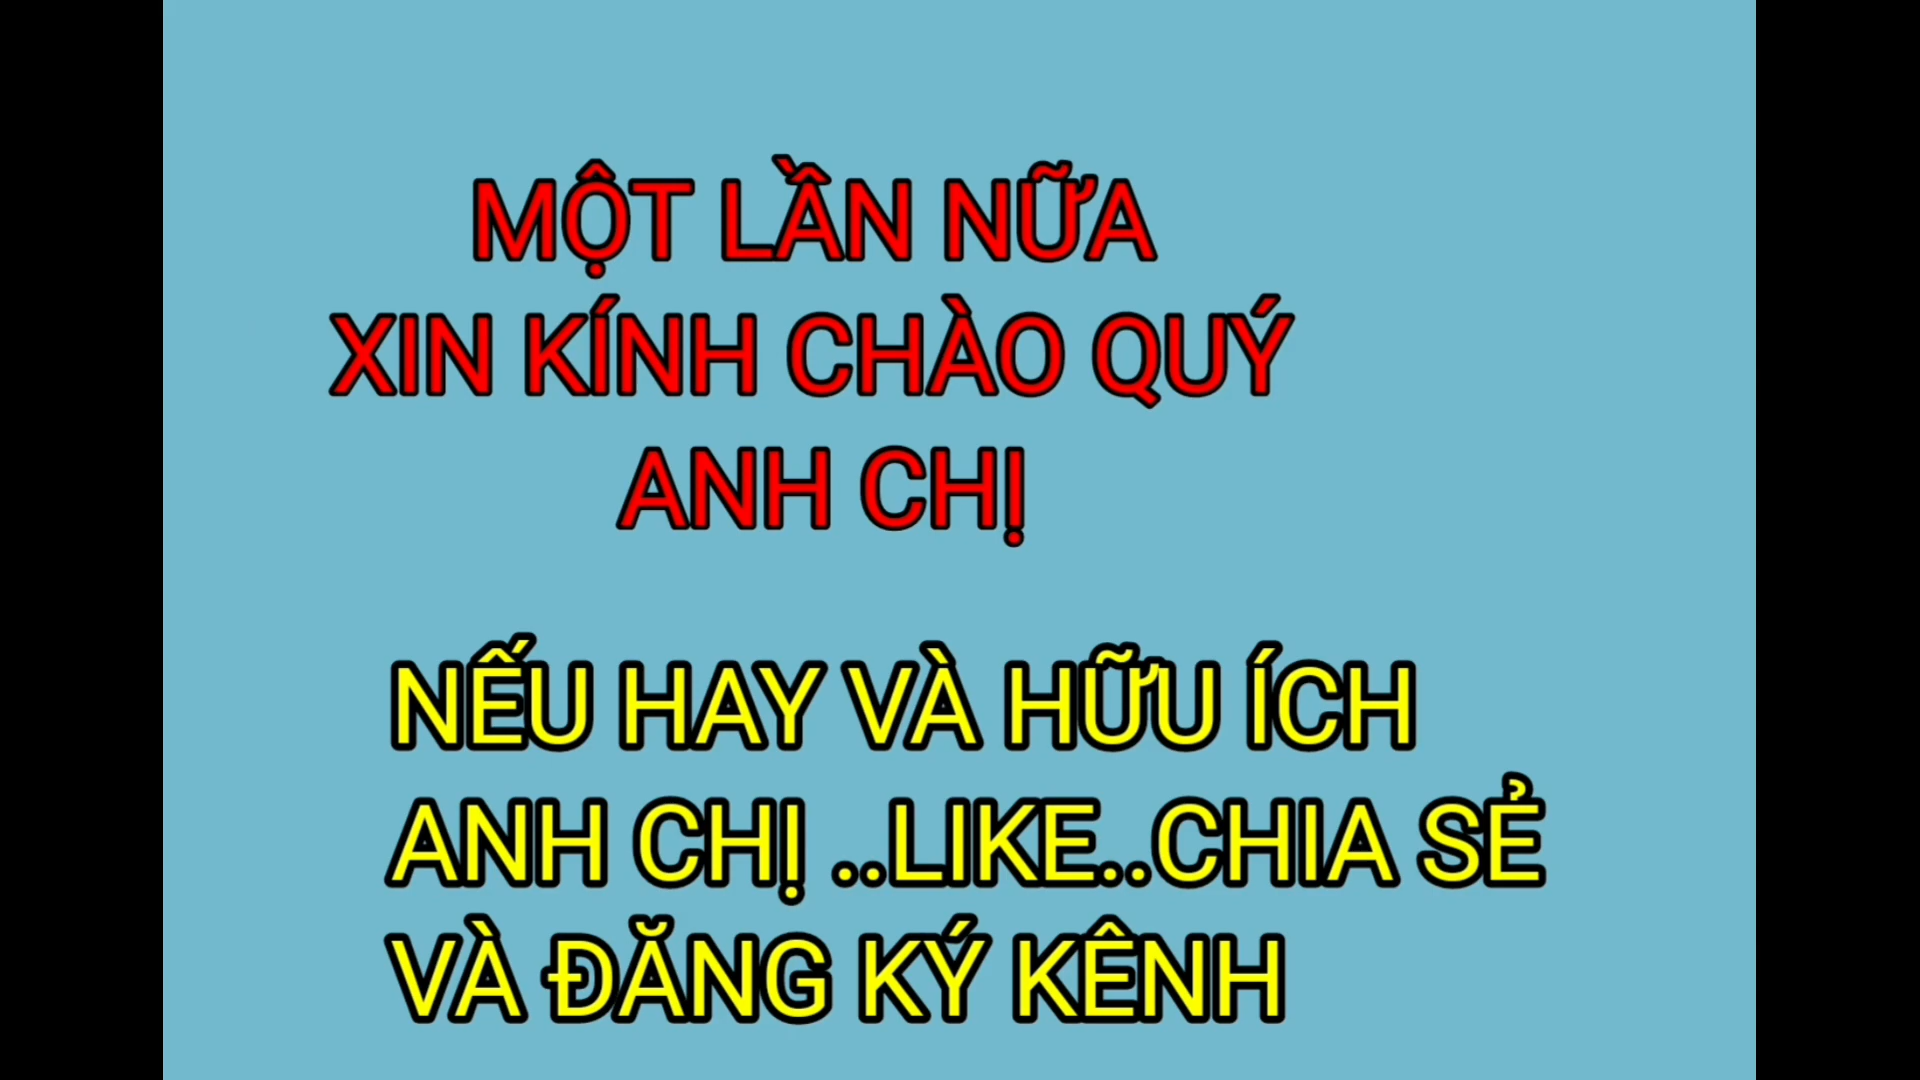 MỘT LẦN NỮA
XIN KÍNH CHÀO QUÝ
ANH CHỊ
NẾU HAY VÀ HỮU ÍCH
ANH CHỊ ..LIKE..CHIA SẺ
VÀ ĐĂNG KÝ KÊNH